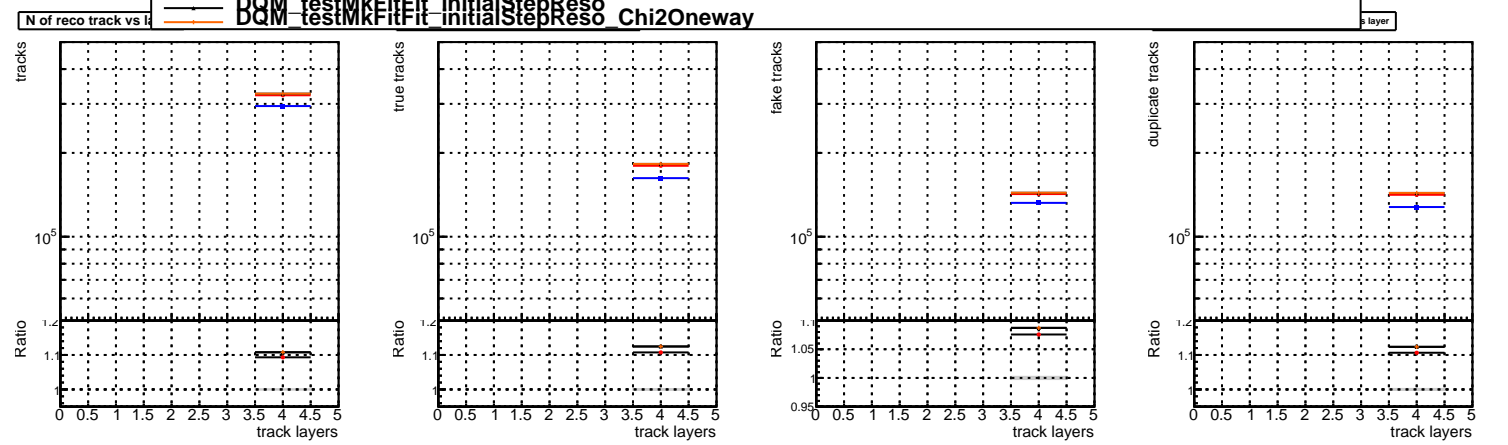 DQM_testMkFitFit_initialStepReso
DQM_testMkFitFit_initialStepReso_Chi2Oneway
N of reco track vs la
s layer
tracks
10^5
Ratio
1.2
1.1
1
0 0.5 1 1.5 2 2.5 3 3.5 4 4.5 5
track layers
true tracks
10^5
Ratio
1.2
1.1
1
0 0.5 1 1.5 2 2.5 3 3.5 4 4.5 5
track layers
fake tracks
10^5
Ratio
1.1
1.05
1
0.95
0 0.5 1 1.5 2 2.5 3 3.5 4 4.5 5
track layers
duplicate tracks
10^5
Ratio
1.2
1.1
1
0 0.5 1 1.5 2 2.5 3 3.5 4 4.5 5
track layers